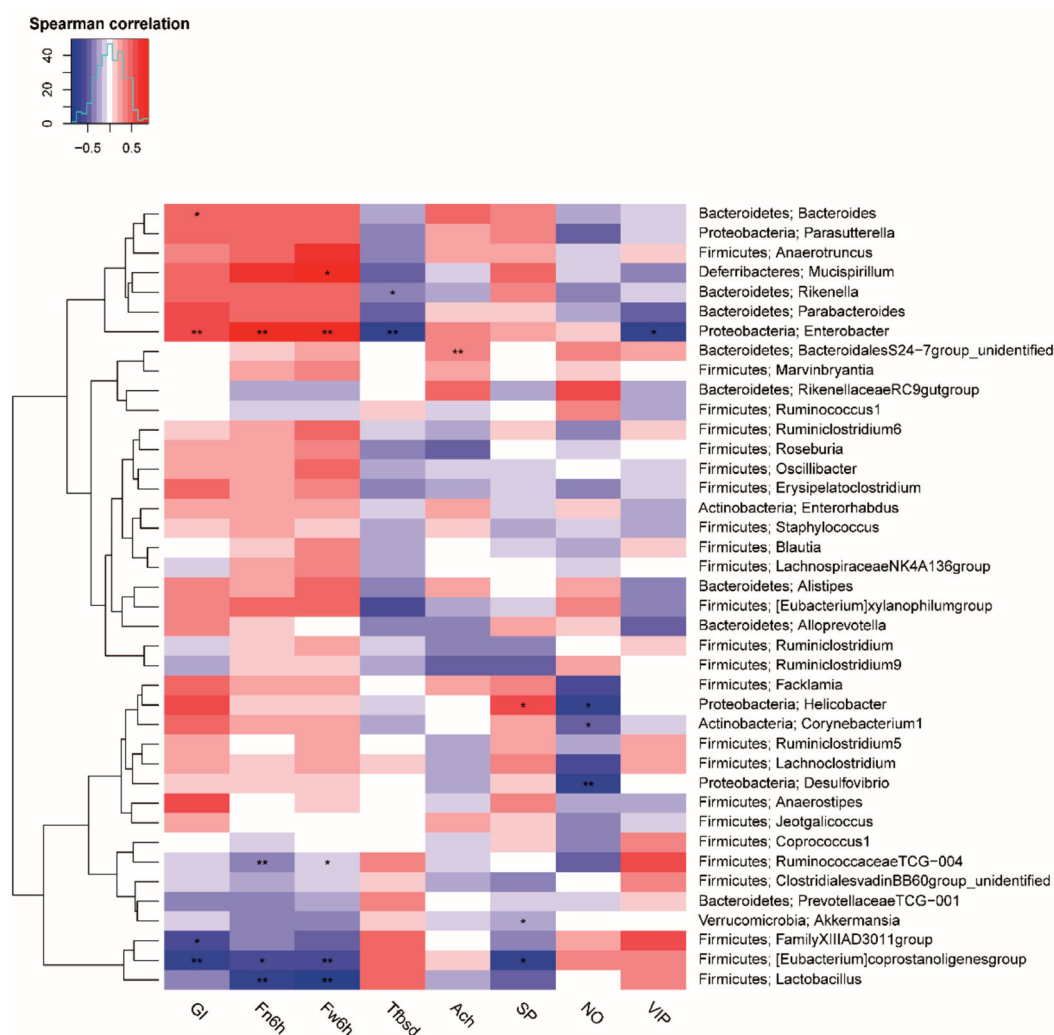 Spearman correlation
40
20
0
−0.5 0.5
* Bacteroidetes; Bacteroides
Proteobacteria; Parasutterella
Firmicutes; Anaerotruncus
* Deferribacteres; Mucispirillum
* Bacteroidetes; Rikenella
Bacteroidetes; Parabacteroides
** ** ** ** * Proteobacteria; Enterobacter
** Bacteroidetes; BacteroidalesS24−7group_unidentified
Firmicutes; Marvinbryantia
Bacteroidetes; RikenellaceaeRC9gutgroup
Firmicutes; Ruminococcus1
Firmicutes; Ruminiclostridium6
Firmicutes; Roseburia
Firmicutes; Oscillibacter
Firmicutes; Erysipelatoclostridium
Actinobacteria; Enterorhabdus
Firmicutes; Staphylococcus
Firmicutes; Blautia
Firmicutes; LachnospiraceaeNK4A136group
Bacteroidetes; Alistipes
Firmicutes; [Eubacterium]xylanophilumgroup
Bacteroidetes; Alloprevotella
Firmicutes; Ruminiclostridium
Firmicutes; Ruminiclostridium9
Firmicutes; Facklamia
* * Proteobacteria; Helicobacter
* Actinobacteria; Corynebacterium1
Firmicutes; Ruminiclostridium5
Firmicutes; Lachnoclostridium
** Proteobacteria; Desulfovibrio
Firmicutes; Anaerostipes
Firmicutes; Jeotgalicoccus
Firmicutes; Coprococcus1
** * Firmicutes; RuminococcaceaeTCG−004
Firmicutes; ClostridialesvadinBB60group_unidentified
Bacteroidetes; PrevotellaceaeTCG−001
* Verrucomicrobia; Akkermansia
* Firmicutes; FamilyXIIIAD3011group
** * ** * Firmicutes; [Eubacterium]coprostanoligenesgroup
** ** Firmicutes; Lactobacillus
GI Fn6h Fw6h Tfbsd Ach SP NO VIP